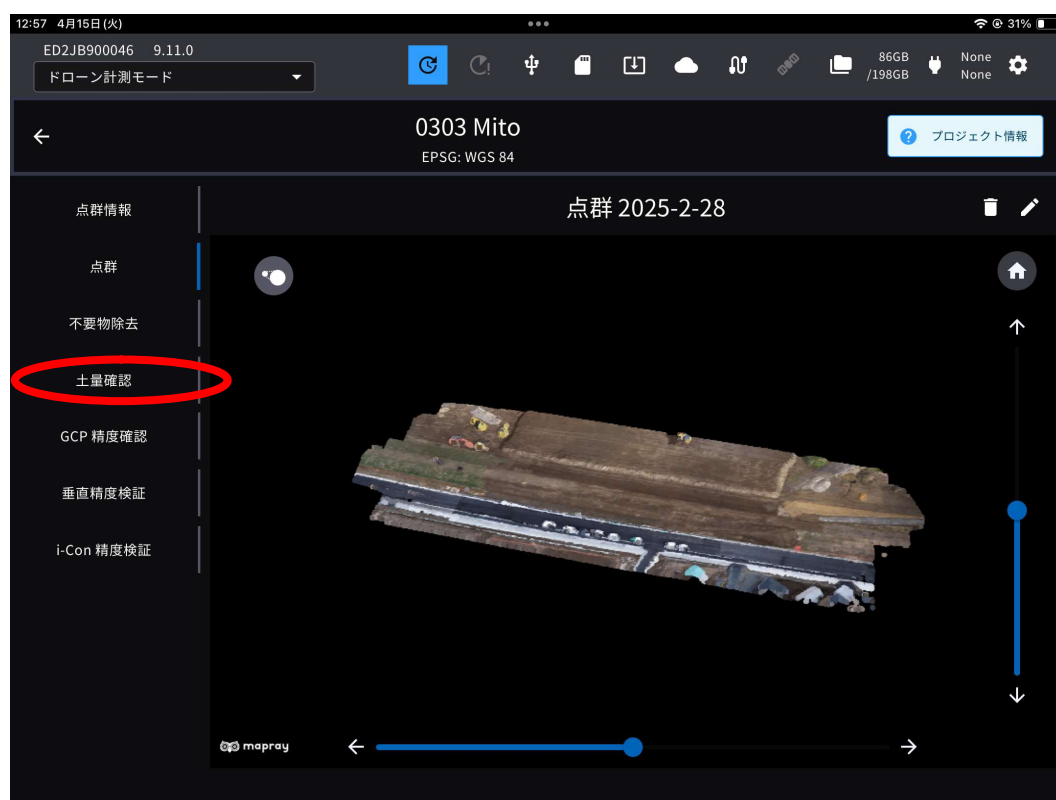 12:57 4月15日(火)
31%
ED2JB900046 9.11.0
ドローン計測モード
86GB
/198GB
None
None
0303 Mito
EPSG: WGS 84
プロジェクト情報
点群情報
点群
不要物除去
土量確認
GCP 精度確認
垂直精度検証
i-Con 精度検証
点群 2025-2-28
mapray